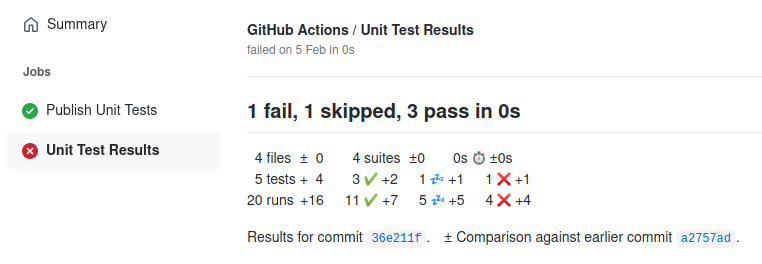 Summary
Jobs
Publish Unit Tests
Unit Test Results
GitHub Actions / Unit Test Results
failed on 5 Feb in 0s
1 fail, 1 skipped, 3 pass in 0s
4 files ± 0 4 suites ±0 0s ⏱ ±0s
5 tests + 4 3 ✔ +2 1 💤 +1 1 ❌ +1
20 runs +16 11 ✔ +7 5 💤 +5 4 ❌ +4
Results for commit 36e211f. ± Comparison against earlier commit a2757ad.